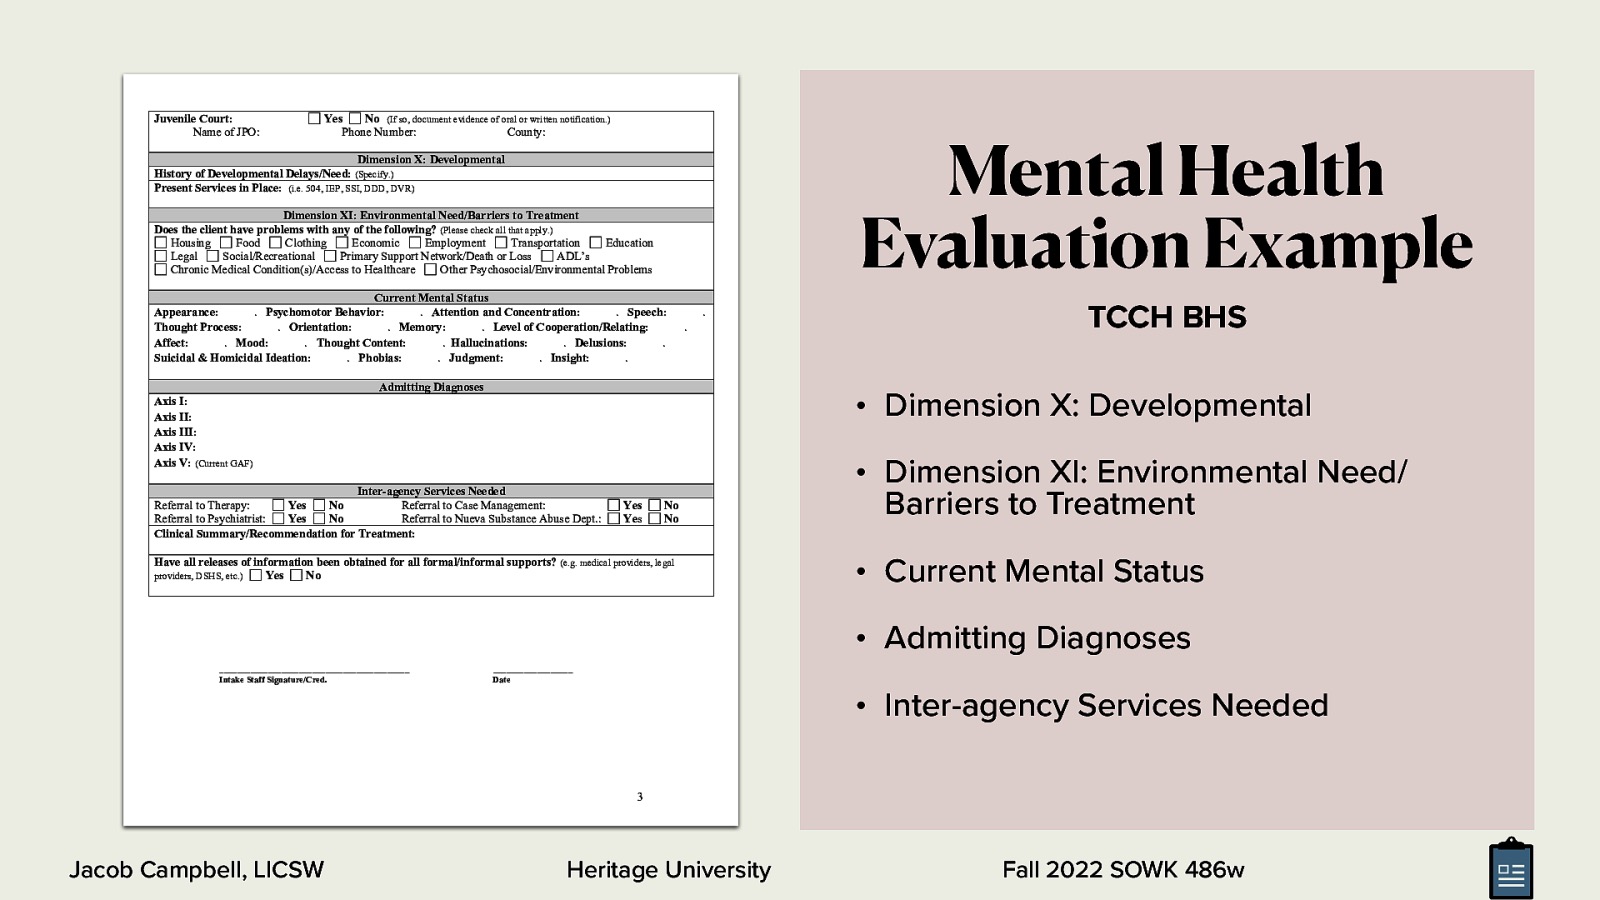 Juvenile Court: ☐ Yes ☐ No (If so, document evidence of oral or written notification.)
Name of JPO: Phone Number: County:
Dimension X: Developmental
History of Developmental Delays/Need: (Specify.)
Present Services in Place: (i.e. 504, IEP, SSI, DDD, DVR)
Dimension XI: Environmental Need/Barriers to Treatment
Does the client have problems with any of the following? (Please check all that apply.)
☐ Housing ☐ Food ☐ Clothing ☐ Economic ☐ Employment ☐ Transportation ☐ Education
☐ Legal ☐ Social/Recreational ☐ Primary Support Network/Death or Loss ☐ ADL's
☐ Chronic Medical Condition(s)/Access to Healthcare ☐ Other Psychosocial/Environmental Problems
Current Mental Status
Appearance: . Psychomotor Behavior: . Attention and Concentration: . Speech: .
Thought Process: . Orientation: . Memory: . Level of Cooperation/Relating: .
Affect: . Mood: . Thought Content: . Hallucinations: . Delusions: .
Suicidal & Homicidal Ideation: . Phobias: . Judgment: . Insight: .
Admitting Diagnoses
Axis I:
Axis II:
Axis III:
Axis IV:
Axis V: (Current GAF)
Inter-agency Services Needed
Referral to Therapy: ☐ Yes ☐ No Referral to Case Management: ☐ Yes ☐ No
Referral to Psychiatrist: ☐ Yes ☐ No Referral to Nueva Substance Abuse Dept.: ☐ Yes ☐ No
Clinical Summary/Recommendation for Treatment:
Have all releases of information been obtained for all formal/informal supports? (e.g. medical providers, legal
providers, DSHS, etc.) ☐ Yes ☐ No
Intake Staff Signature/Cred. Date
3
Mental Health
Evaluation Example
TCCH BHS
• Dimension X: Developmental
• Dimension XI: Environmental Need/
Barriers to Treatment
• Current Mental Status
• Admitting Diagnoses
• Inter-agency Services Needed
Jacob Campbell, LICSW
Heritage University
Fall 2022 SOWK 486w